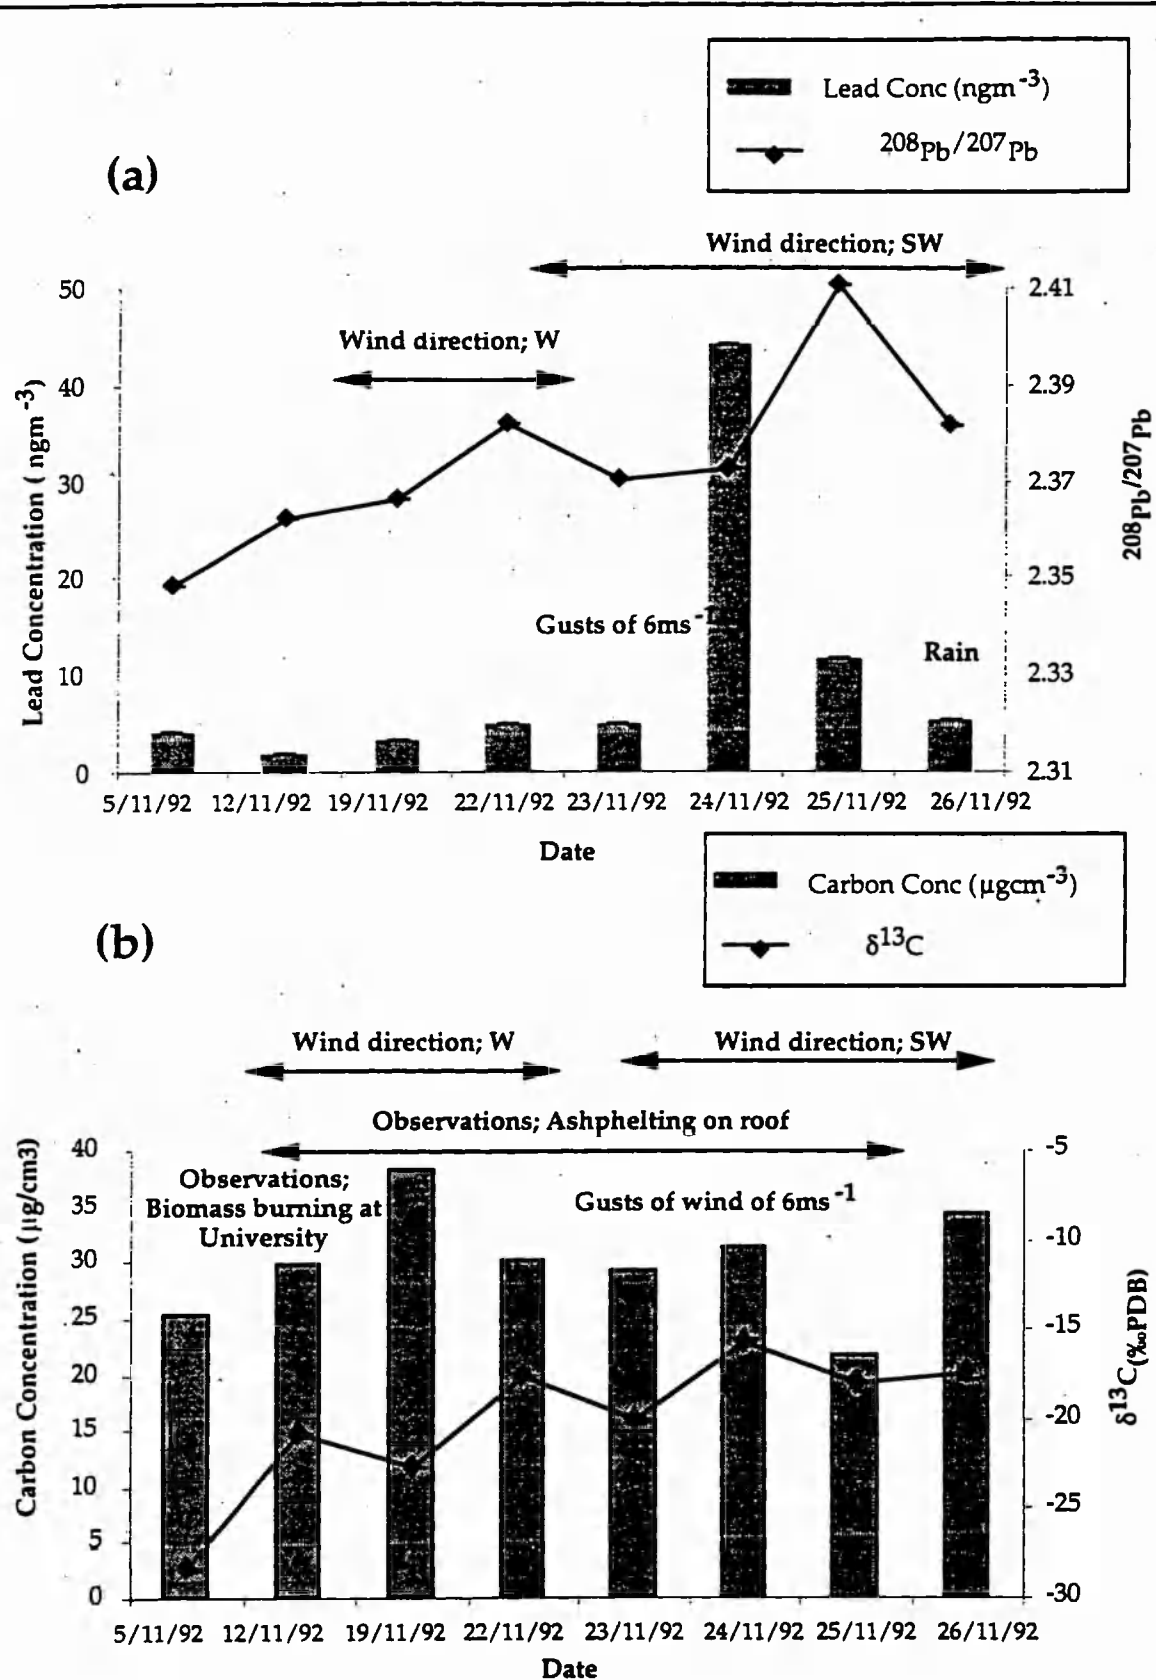 Lead Conc (ngm⁻³)
²⁰⁸Pb/²⁰⁷Pb
(a)
Wind direction; SW
50
2.41
Wind direction; W
40
2.39
30
2.37
20
2.35
Gusts of 6ms⁻¹
Rain
10
2.33
0
2.31
Lead Concentration (ngm⁻³)
²⁰⁸Pb/²⁰⁷Pb
5/11/92 12/11/92 19/11/92 22/11/92 23/11/92 24/11/92 25/11/92 26/11/92
Date
Carbon Conc (µgcm⁻³)
δ¹³C
(b)
Wind direction; W
Wind direction; SW
Observations; Ashphelting on roof
40
-5
Observations;
Biomass burning at
University
Gusts of wind of 6ms⁻¹
35
-10
30
25
-15
20
15
-20
10
-25
5
0
-30
Carbon Concentration (µg/cm3)
δ¹³C(‰PDB)
5/11/92 12/11/92 19/11/92 22/11/92 23/11/92 24/11/92 25/11/92 26/11/92
Date